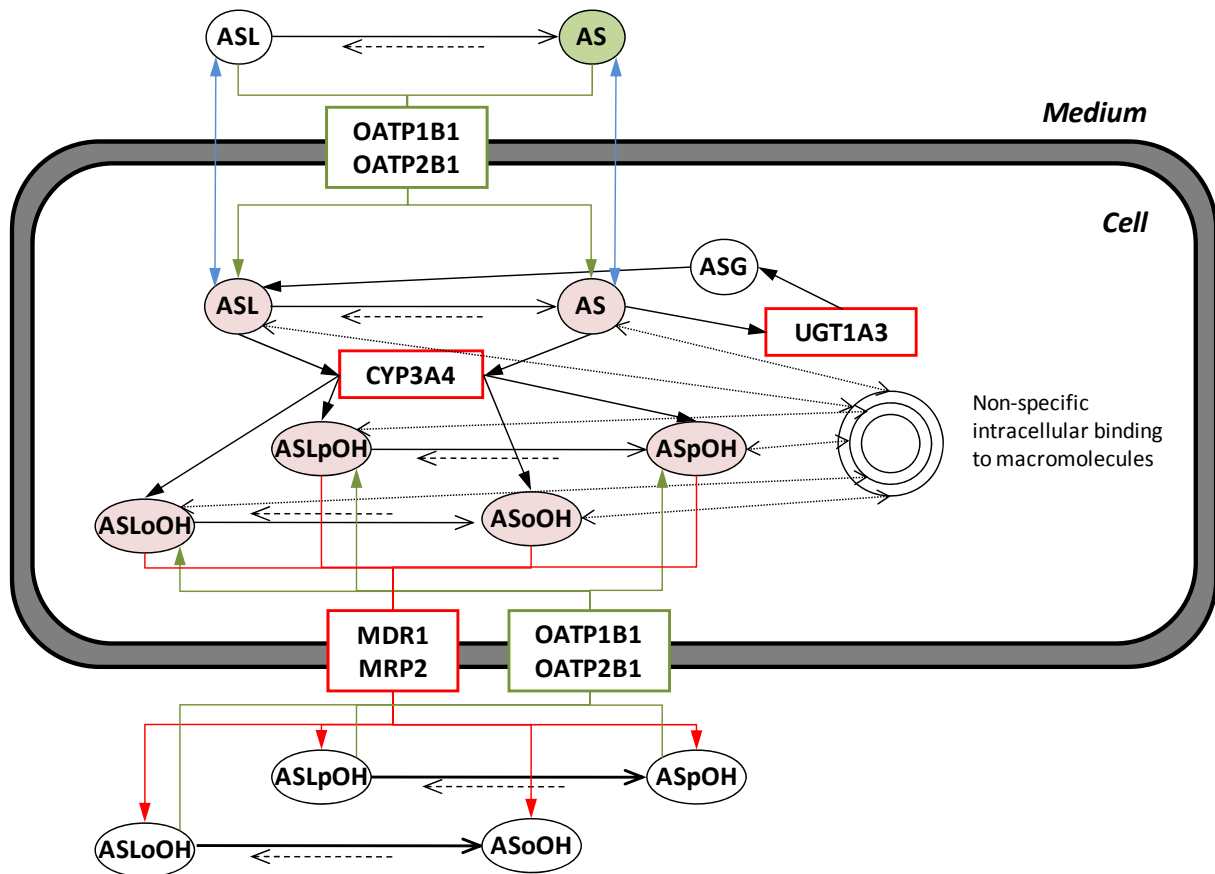 ASL
AS
Medium
OATP1B1
OATP2B1
Cell
ASG
ASL
AS
UGT1A3
CYP3A4
Non-specific
intracellular binding
to macromolecules
ASLpOH
ASpOH
ASLoOH
ASoOH
MDR1
MRP2
OATP1B1
OATP2B1
ASLpOH
ASpOH
ASLoOH
ASoOH